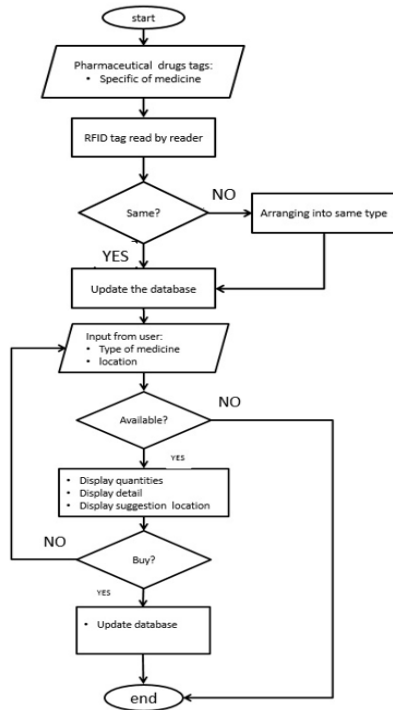 start
Pharmaceutical drugs tags:
• Specific of medicine
RFID tag read by reader
NO
Same?
Arranging into same type
YES
Update the database
Input from user:
• Type of medicine
• location
NO
Available?
YES
• Display quantities
• Display detail
• Display suggestion location
NO
Buy?
YES
• Update database
end